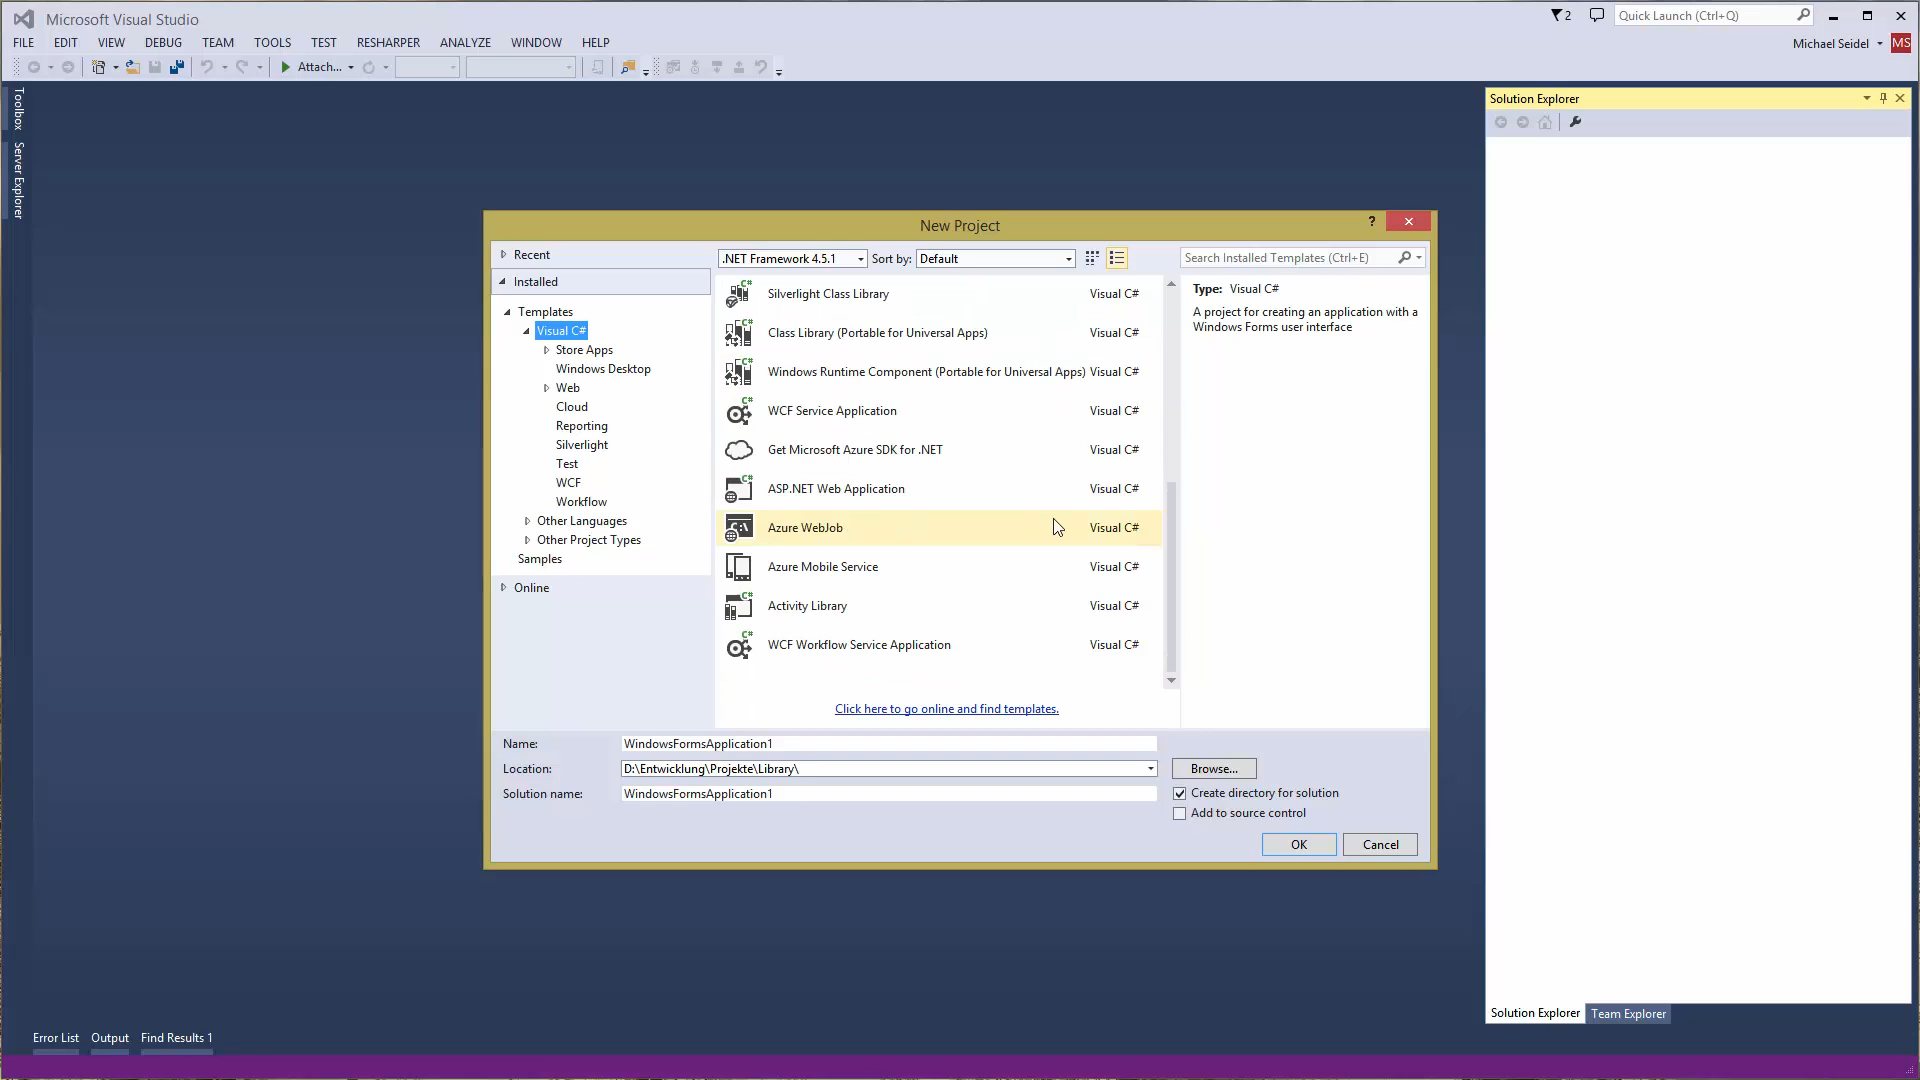 Microsoft Visual Studio
2
Quick Launch (Ctrl+Q)
FILE EDIT VIEW DEBUG TEAM TOOLS TEST RESHARPER ANALYZE WINDOW HELP
Michael Seidel MS
Attach...
Toolbox
Server Explorer
Solution Explorer
New Project
?
Recent
.NET Framework 4.5.1 Sort by: Default
Search Installed Templates (Ctrl+E)
Installed
Templates
Visual C#
Store Apps
Windows Desktop
Web
Cloud
Reporting
Silverlight
Test
WCF
Workflow
Other Languages
Other Project Types
Samples
Online
C# Silverlight Class Library Visual C#
C# Class Library (Portable for Universal Apps) Visual C#
C# Windows Runtime Component (Portable for Universal Apps) Visual C#
C# WCF Service Application Visual C#
Get Microsoft Azure SDK for .NET Visual C#
C# ASP.NET Web Application Visual C#
C:\ Azure WebJob Visual C#
Azure Mobile Service Visual C#
C# Activity Library Visual C#
C# WCF Workflow Service Application Visual C#
Click here to go online and find templates.
Type: Visual C#
A project for creating an application with a
Windows Forms user interface
Name: WindowsFormsApplication1
Location: D:\Entwicklung\Projekte\Library\ Browse...
Solution name: WindowsFormsApplication1
Create directory for solution
Add to source control
OK Cancel
Solution Explorer Team Explorer
Error List Output Find Results 1